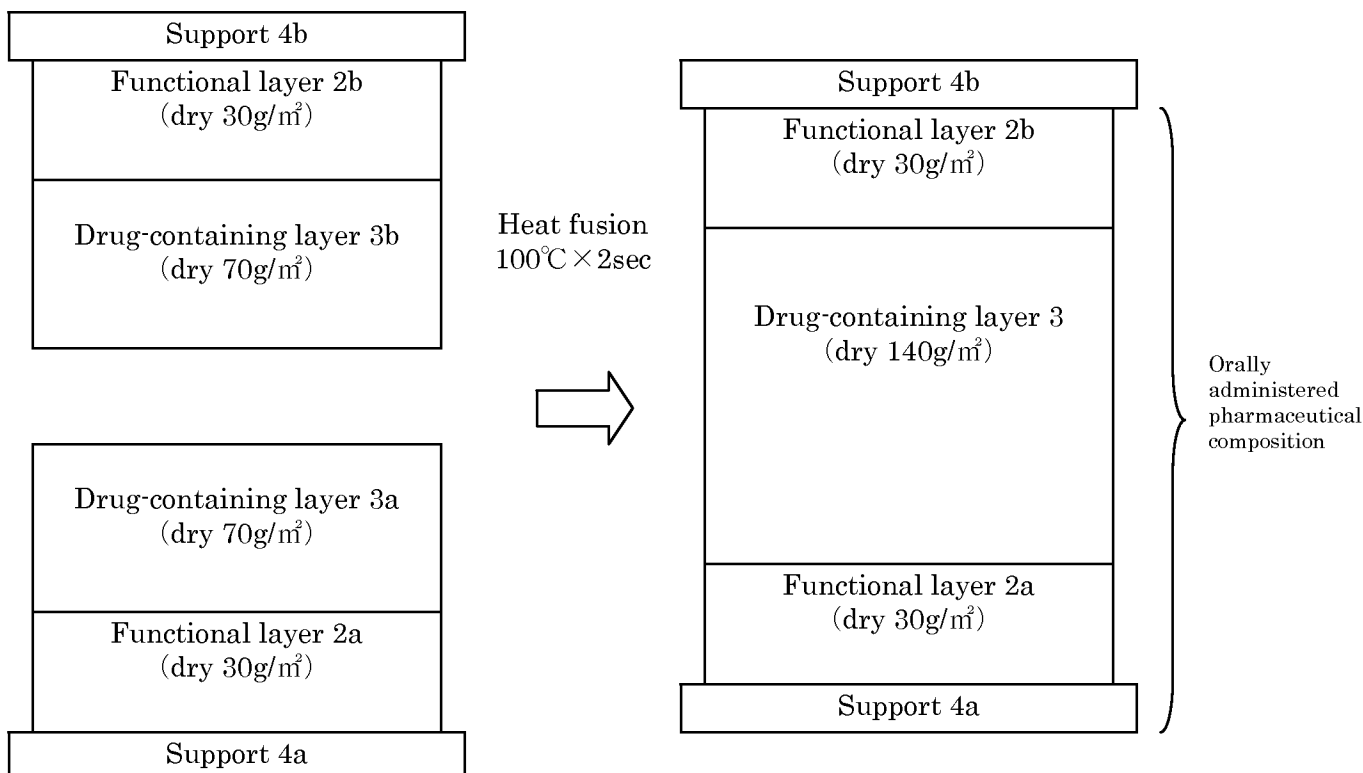 Support 4b
Functional layer 2b
(dry 30g/㎡)
Drug-containing layer 3b
(dry 70g/㎡)
Drug-containing layer 3a
(dry 70g/㎡)
Functional layer 2a
(dry 30g/㎡)
Support 4a
Heat fusion
100℃×2sec
Support 4b
Functional layer 2b
(dry 30g/㎡)
Drug-containing layer 3
(dry 140g/㎡)
Functional layer 2a
(dry 30g/㎡)
Support 4a
Orally
administered
pharmaceutical
composition